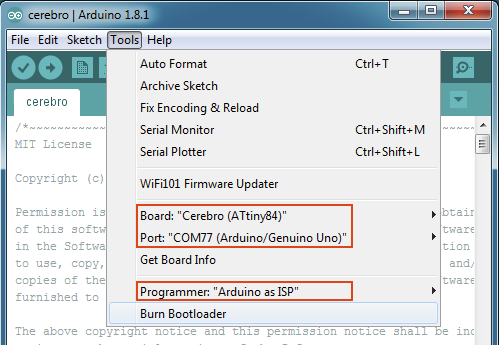 cerebro | Arduino 1.8.1
File Edit Sketch Tools Help
cerebro
Auto Format Ctrl+T
Archive Sketch
Fix Encoding & Reload
Serial Monitor Ctrl+Shift+M
Serial Plotter Ctrl+Shift+L
WiFi101 Firmware Updater
Board: "Cerebro (ATtiny84)"
Port: "COM77 (Arduino/Genuino Uno)"
Get Board Info
Programmer: "Arduino as ISP"
Burn Bootloader
/*~~~~~~~~~~
MIT License
Copyright (c)
Permission is
of this softw
in the Softwa
to use, copy, and/
copies of the
furnished to
The above copyright notice and this permission notice shall be inc